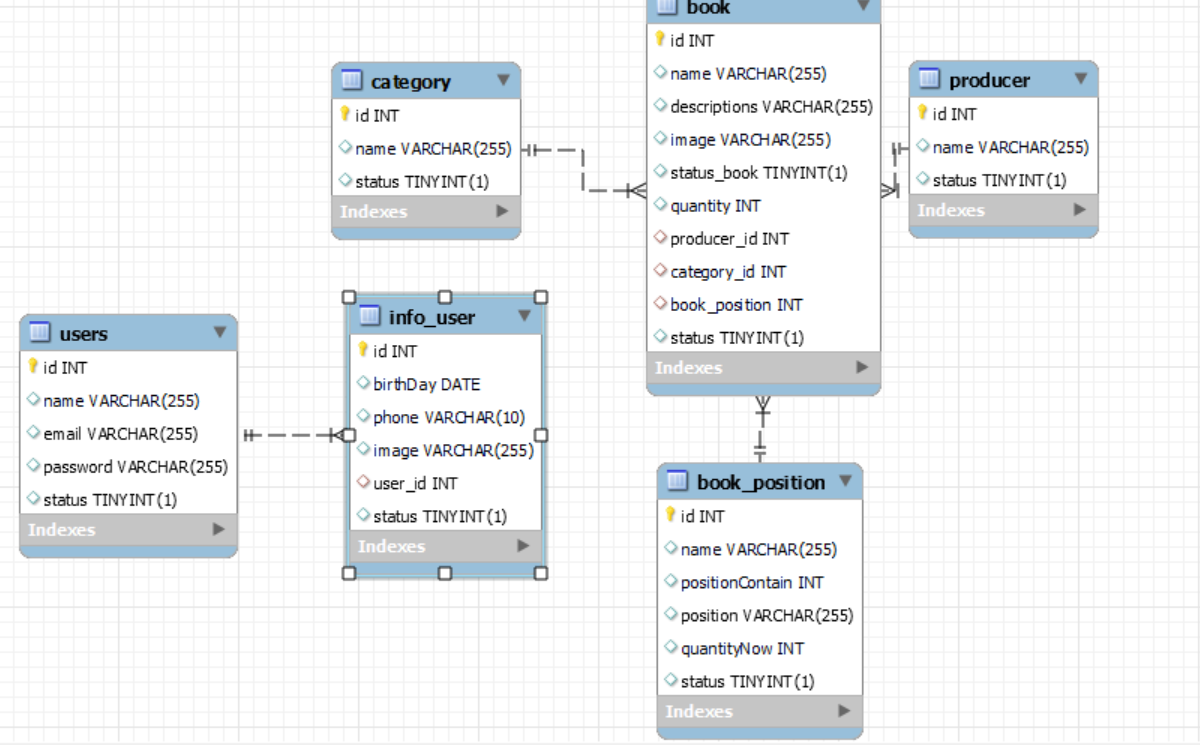 book
id INT
name VARCHAR(255)
descriptions VARCHAR(255)
image VARCHAR(255)
status_book TINYINT(1)
quantity INT
producer_id INT
category_id INT
book_position INT
status TINYINT(1)
Indexes
category
id INT
name VARCHAR(255)
status TINYINT(1)
Indexes
producer
id INT
name VARCHAR(255)
status TINYINT(1)
Indexes
users
id INT
name VARCHAR(255)
email VARCHAR(255)
password VARCHAR(255)
status TINYINT(1)
Indexes
info_user
id INT
birthDay DATE
phone VARCHAR(10)
image VARCHAR(255)
user_id INT
status TINYINT(1)
Indexes
book_position
id INT
name VARCHAR(255)
positionContain INT
position VARCHAR(255)
quantityNow INT
status TINYINT(1)
Indexes